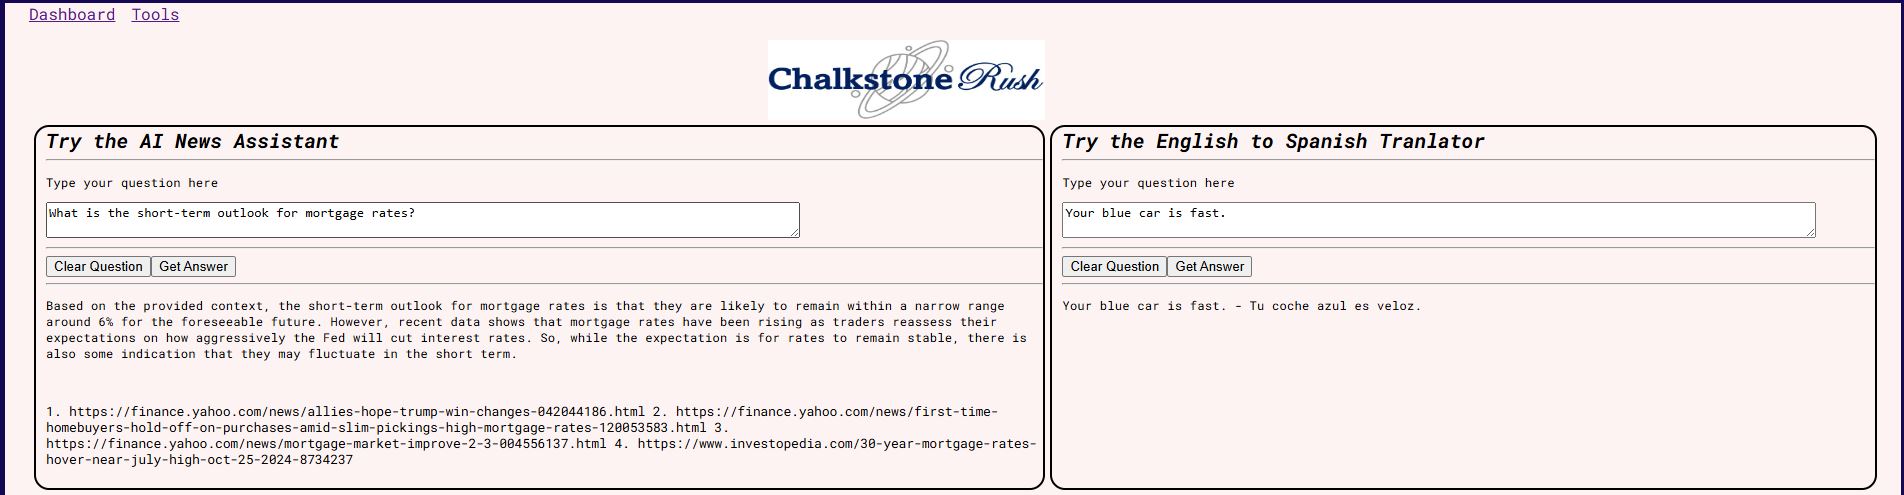 Dashboard Tools
Chalkstone Rush
Try the AI News Assistant
Type your question here
What is the short-term outlook for mortgage rates?
Clear Question Get Answer
Based on the provided context, the short-term outlook for mortgage rates is that they are likely to remain within a narrow range
around 6% for the foreseeable future. However, recent data shows that mortgage rates have been rising as traders reassess their
expectations on how aggressively the Fed will cut interest rates. So, while the expectation is for rates to remain stable, there is
also some indication that they may fluctuate in the short term.
1. https://finance.yahoo.com/news/allies-hope-trump-win-changes-042044186.html 2. https://finance.yahoo.com/news/first-time-
homebuyers-hold-off-on-purchases-amid-slim-pickings-high-mortgage-rates-120053583.html 3.
https://finance.yahoo.com/news/mortgage-market-improve-2-3-004556137.html 4. https://www.investopedia.com/30-year-mortgage-rates-
hover-near-july-high-oct-25-2024-8734237
Try the English to Spanish Tranlator
Type your question here
Your blue car is fast.
Clear Question Get Answer
Your blue car is fast. - Tu coche azul es veloz.